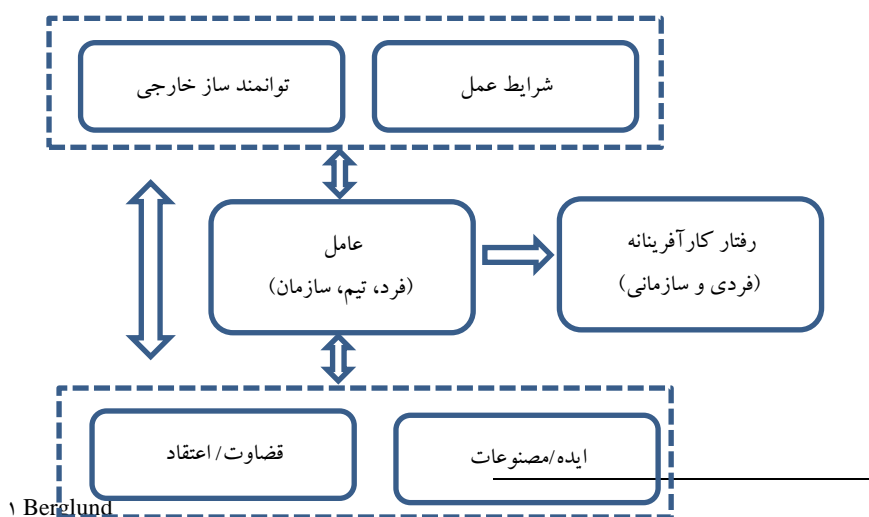 شرایط عمل
توانمند ساز خارجی
عامل
(فرد، تیم، سازمان)
رفتار کارآفرینانه
(فردی و سازمانی)
ایده/مصنوعات
قضاوت/ اعتقاد
۱ Berglund